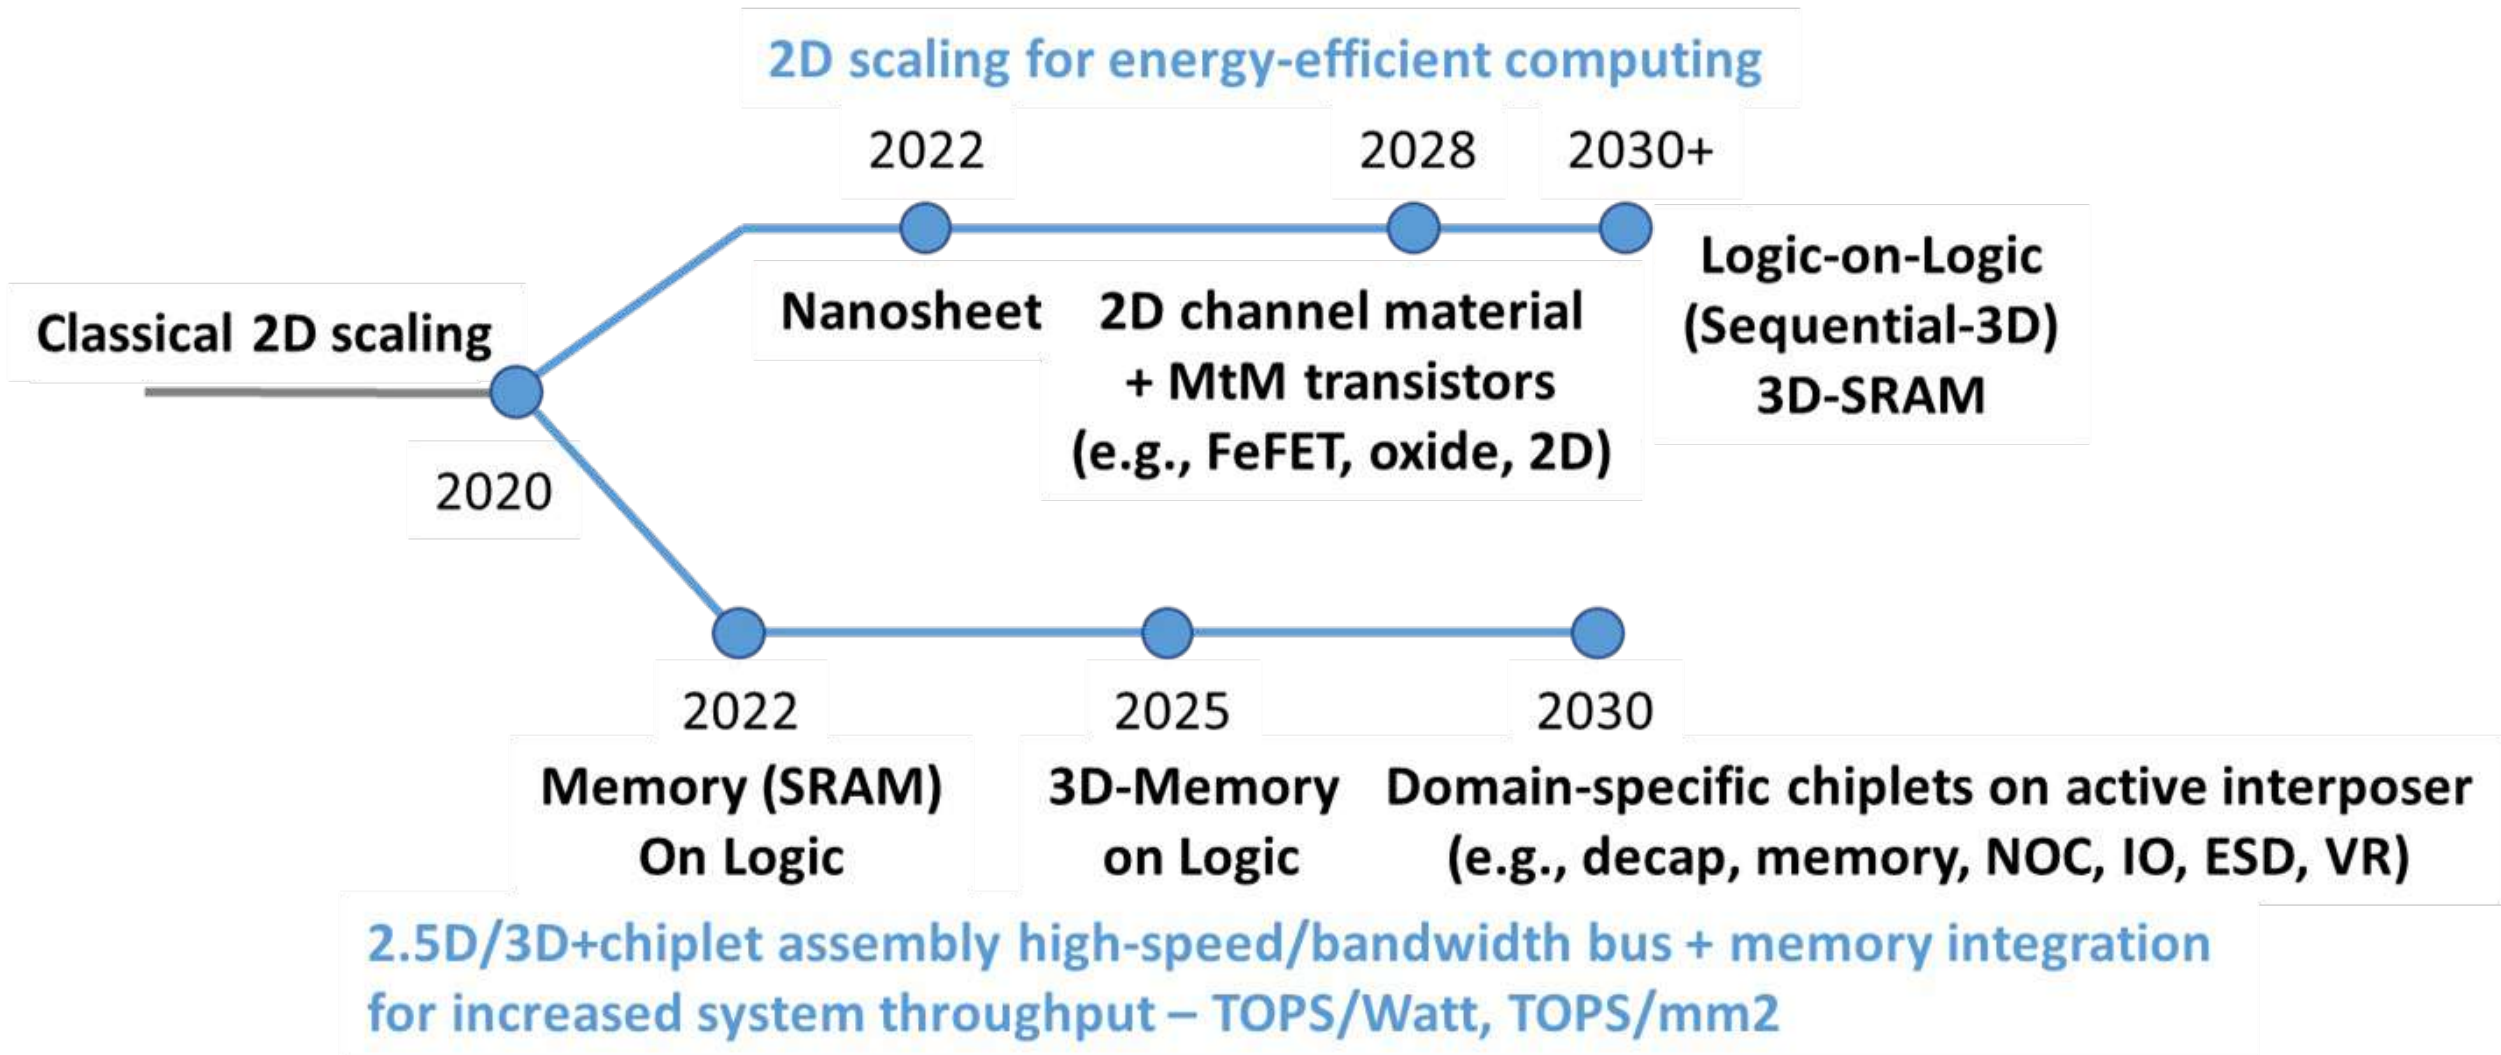 2D scaling for energy-efficient computing
2022
2028
2030+
Nanosheet
2D channel material
+ MtM transistors
(e.g., FeFET, oxide, 2D)
Logic-on-Logic
(Sequential-3D)
3D-SRAM
Classical 2D scaling
2020
2022
Memory (SRAM)
On Logic
2025
3D-Memory
on Logic
2030
Domain-specific chiplets on active interposer
(e.g., decap, memory, NOC, IO, ESD, VR)
2.5D/3D+chiplet assembly high-speed/bandwidth bus + memory integration
for increased system throughput – TOPS/Watt, TOPS/mm2